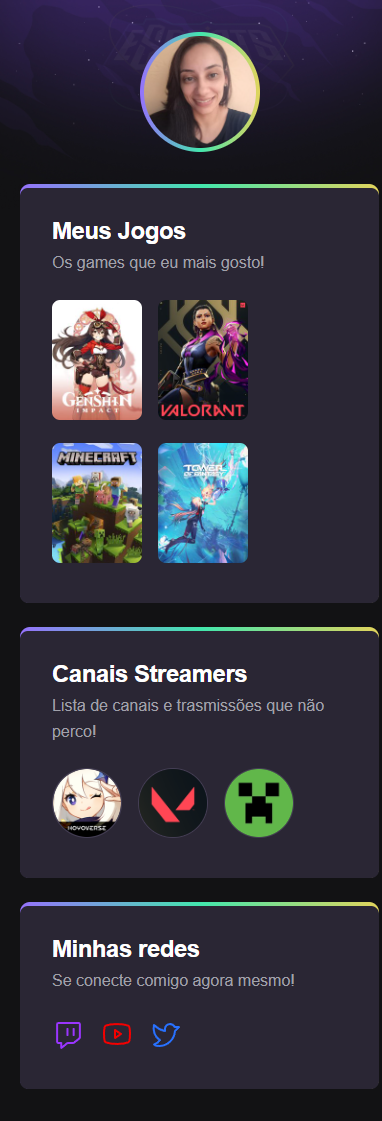 Meus Jogos
Os games que eu mais gosto!
GENSHIN
IMPACT
VALORANT
MINECRAFT
TOWER
OF FANTASY
Canais Streamers
Lista de canais e trasmissões que não
perco!
HOYOVERSE
Minhas redes
Se conecte comigo agora mesmo!